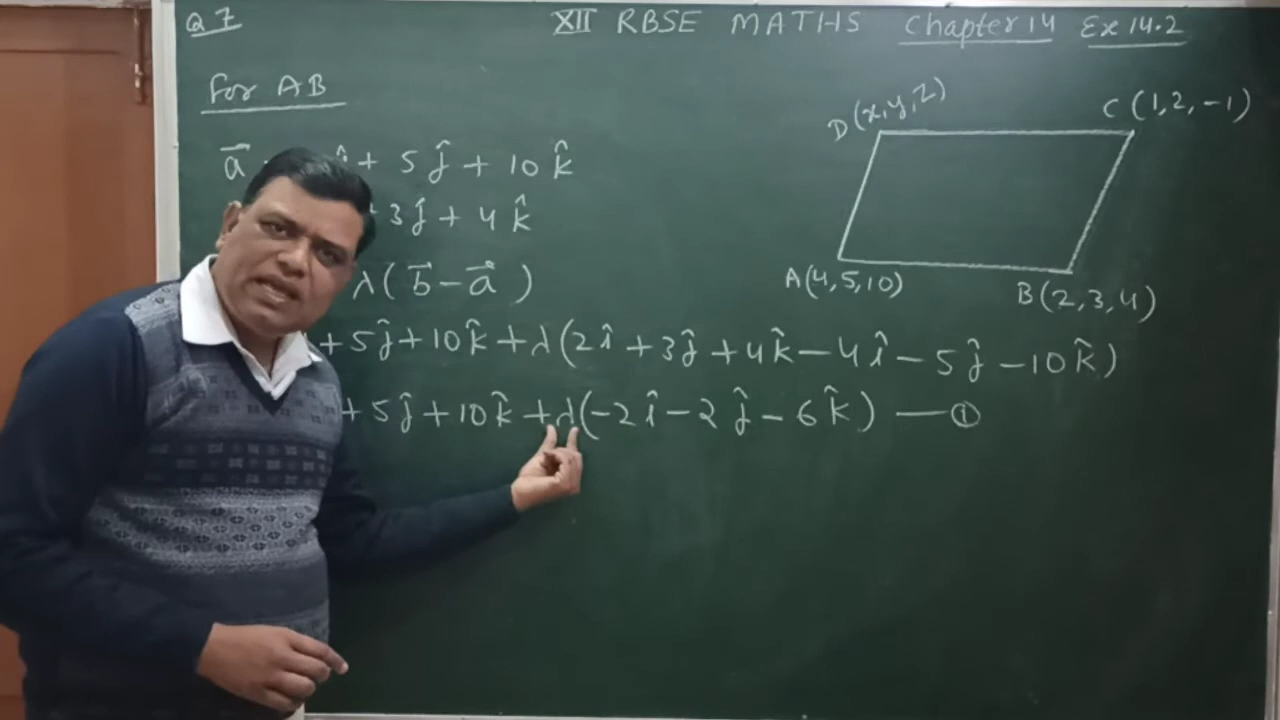 Q 7
XII RBSE MATHS Chapter 14 Ex 14.2
For AB
D(x,y,z)
C(1,2,-1)
A(4,5,10)
B(2,3,4)
a⃗ î + 5ĵ + 10k̂
+ 3ĵ + 4k̂
λ( b⃗ - a⃗ )
+ 5ĵ + 10k̂ + λ(2î + 3ĵ + 4k̂ - 4î - 5ĵ - 10k̂)
+ 5ĵ + 10k̂ + λ(-2î - 2ĵ - 6k̂) — ①